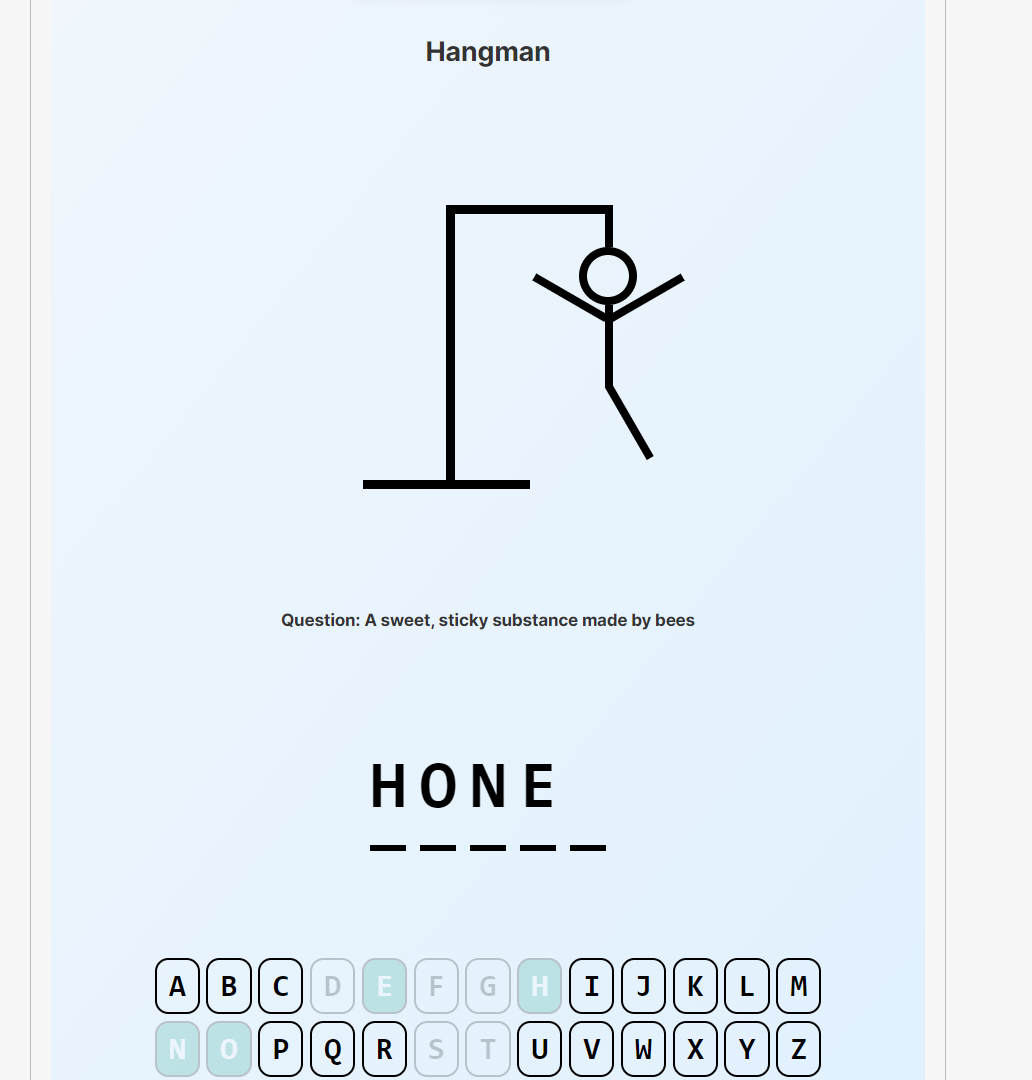 Hangman
Question: A sweet, sticky substance made by bees
HONE
A B C D E F G H I J K L M
N O P Q R S T U V W X Y Z